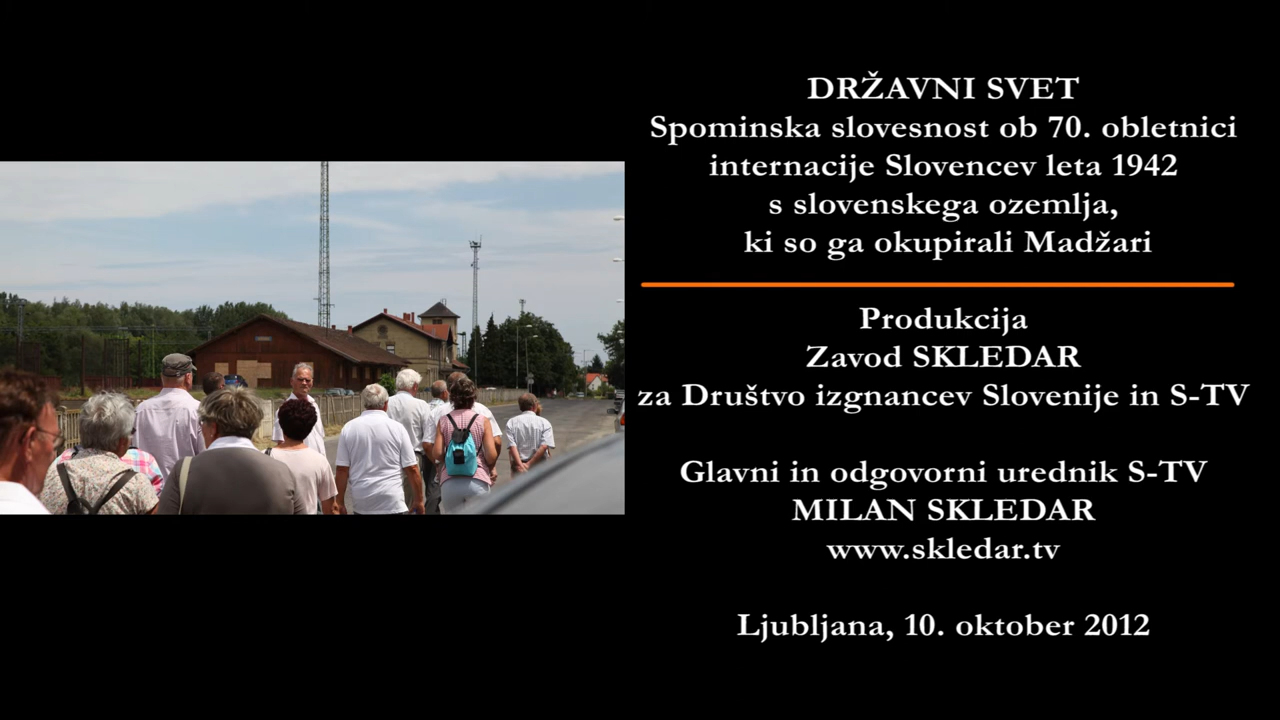 DRŽAVNI SVET
Spominska slovesnost ob 70. obletnici
internacije Slovencev leta 1942
s slovenskega ozemlja,
ki so ga okupirali Madžari
Produkcija
Zavod SKLEDAR
za Društvo izgnancev Slovenije in S-TV
Glavni in odgovorni urednik S-TV
MILAN SKLEDAR
www.skledar.tv
Ljubljana, 10. oktober 2012